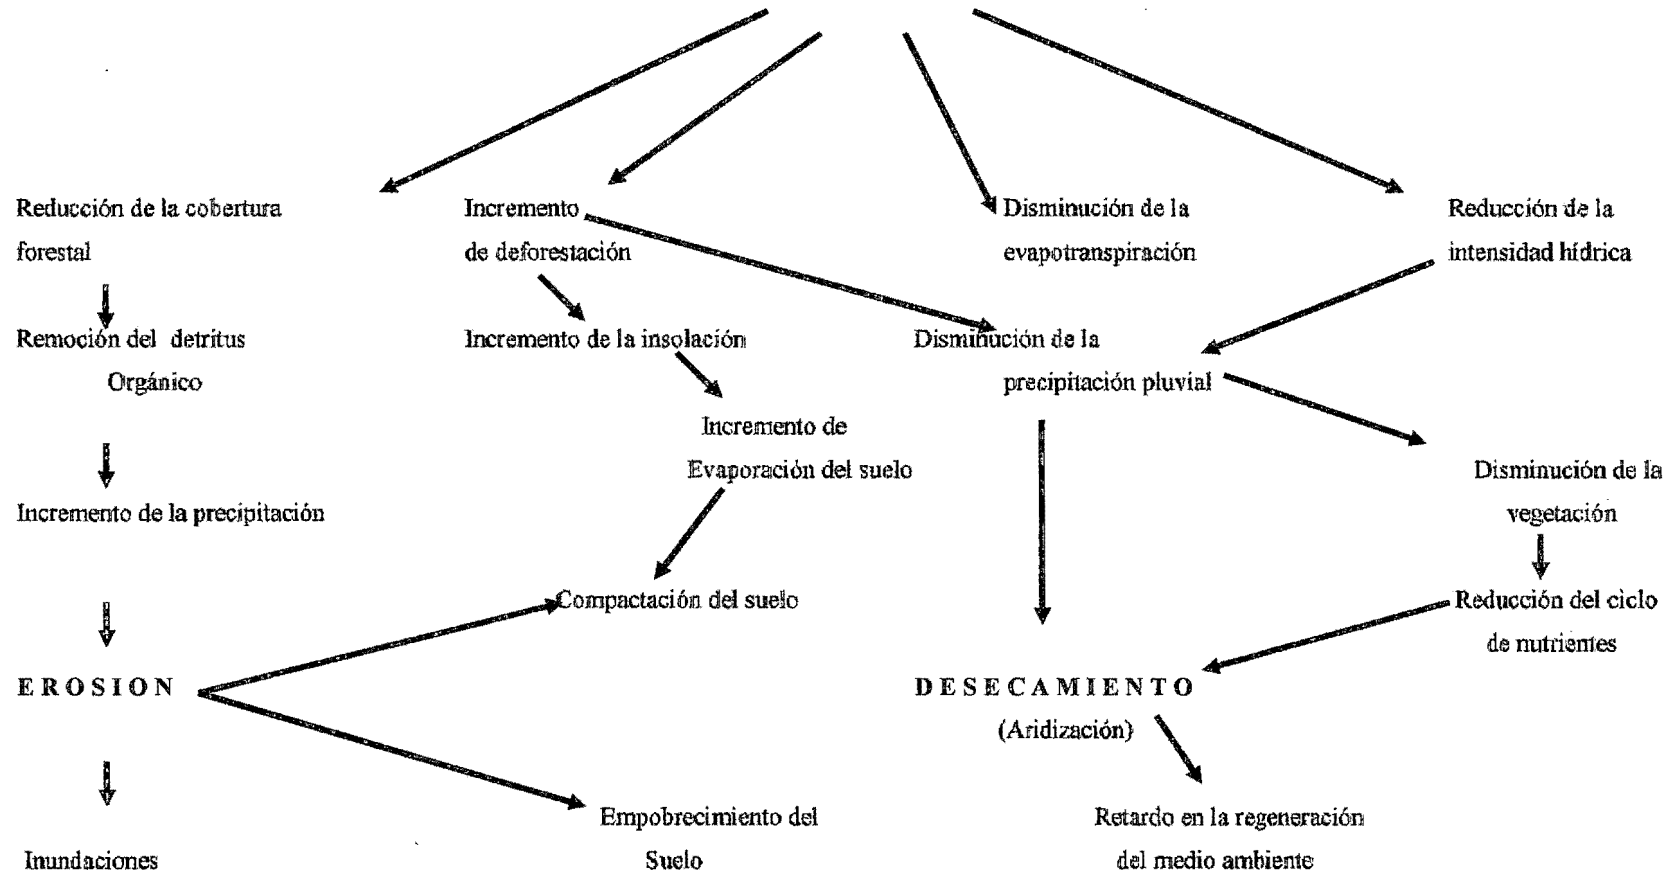 Reducción de la cobertura
forestal
Incremento
de deforestación
Disminución de la
evapotranspiración
Reducción de la
intensidad hídrica
Remoción del detritus
Orgánico
Incremento de la insolación
Disminución de la
precipitación pluvial
Incremento de
Evaporación del suelo
Disminución de la
vegetación
Incremento de la precipitación
Compactación del suelo
Reducción del ciclo
de nutrientes
EROSION
DESECAMIENTO
(Aridización)
Empobrecimiento del
Suelo
Retardo en la regeneración
del medio ambiente
Inundaciones